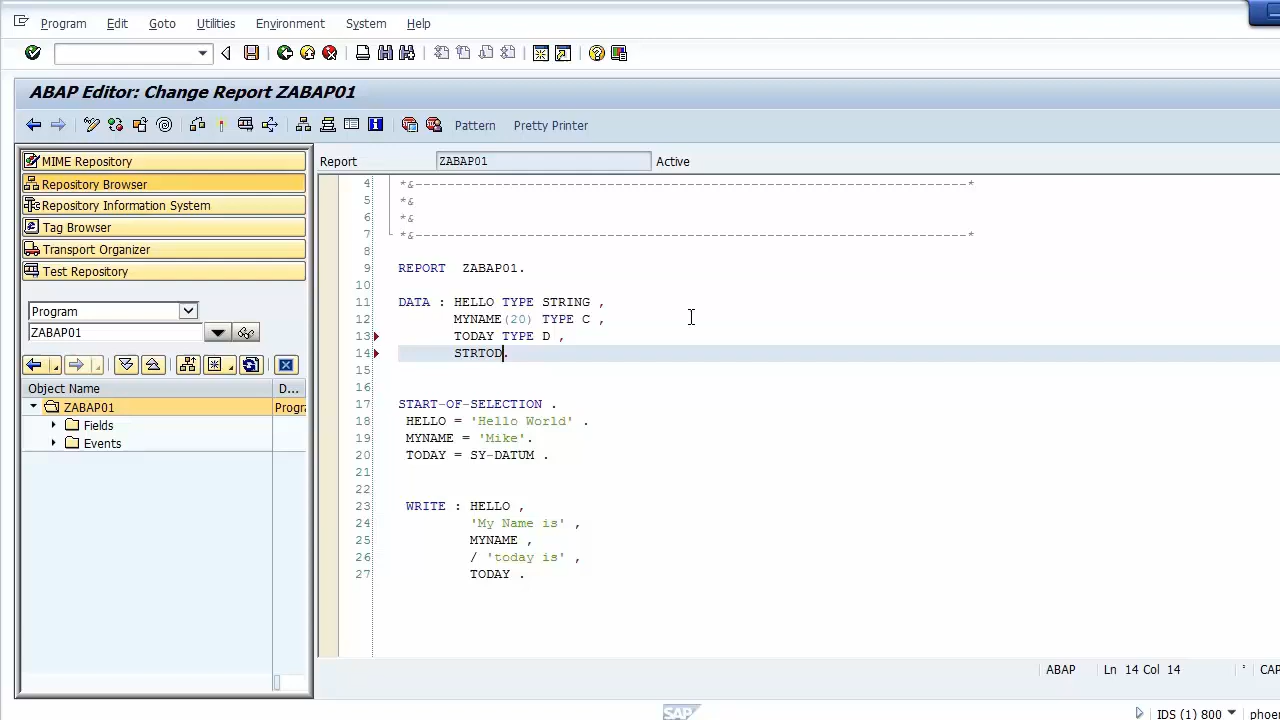 Program Edit Goto Utilities Environment System Help
ABAP Editor: Change Report ZABAP01
Pattern Pretty Printer
MIME Repository
Repository Browser
Repository Information System
Tag Browser
Transport Organizer
Test Repository
Program
ZABAP01
Object Name D...
ZABAP01 Progra
Fields
Events
Report ZABAP01 Active
4 *&---------------------------------------------------------------------*
5 *&
6 *&
7 *&---------------------------------------------------------------------*
8
9 REPORT ZABAP01.
10
11 DATA : HELLO TYPE STRING ,
12 MYNAME(20) TYPE C ,
13 TODAY TYPE D ,
14 STRTOD.
15
16
17 START-OF-SELECTION .
18 HELLO = 'Hello World' .
19 MYNAME = 'Mike'.
20 TODAY = SY-DATUM .
21
22
23 WRITE : HELLO ,
24 'My Name is' ,
25 MYNAME ,
26 / 'today is' ,
27 TODAY .
ABAP Ln 14 Col 14 CAP
SAP
IDS (1) 800 phoe